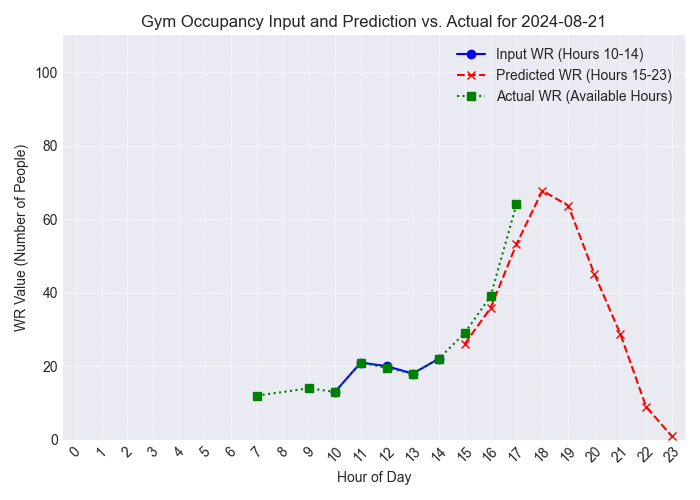 Gym Occupancy Input and Prediction vs. Actual for 2024-08-21
Input WR (Hours 10-14)
Predicted WR (Hours 15-23)
Actual WR (Available Hours)
WR Value (Number of People)
100
80
60
40
20
0
0 1 2 3 4 5 6 7 8 9 10 11 12 13 14 15 16 17 18 19 20 21 22 23
Hour of Day